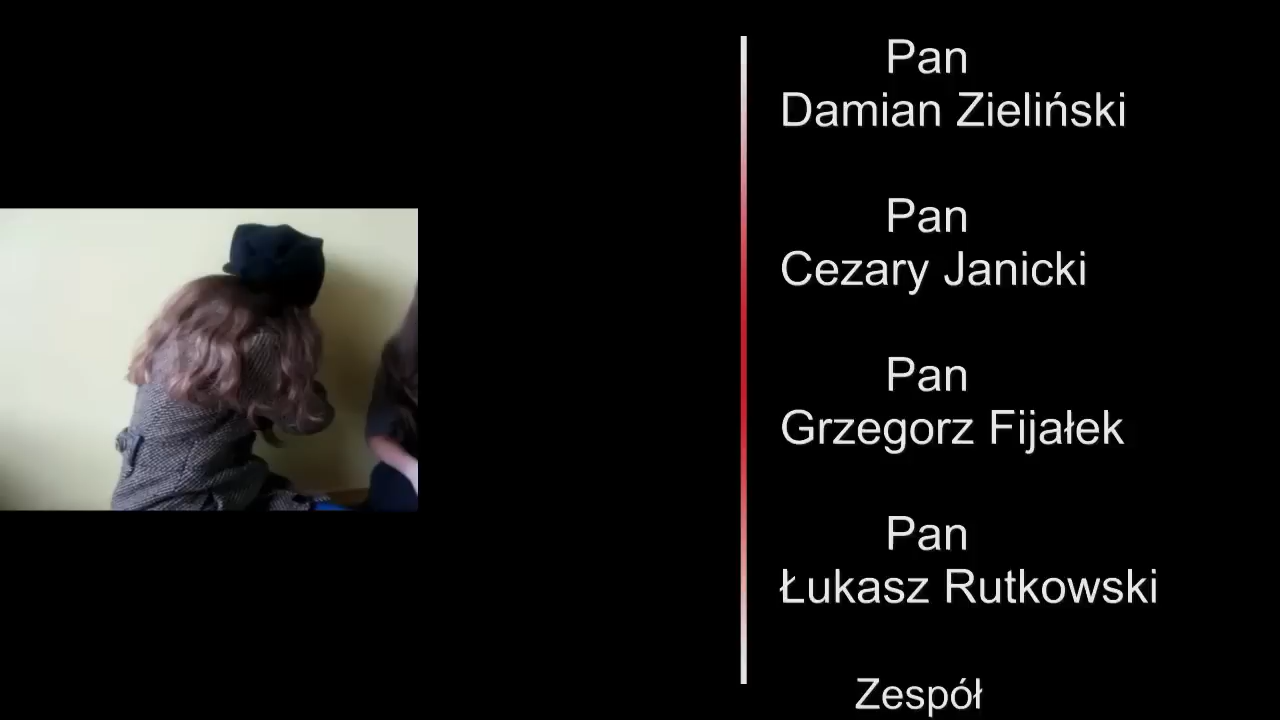 Pan
Damian Zieliński
Pan
Cezary Janicki
Pan
Grzegorz Fijałek
Pan
Łukasz Rutkowski
Zespół